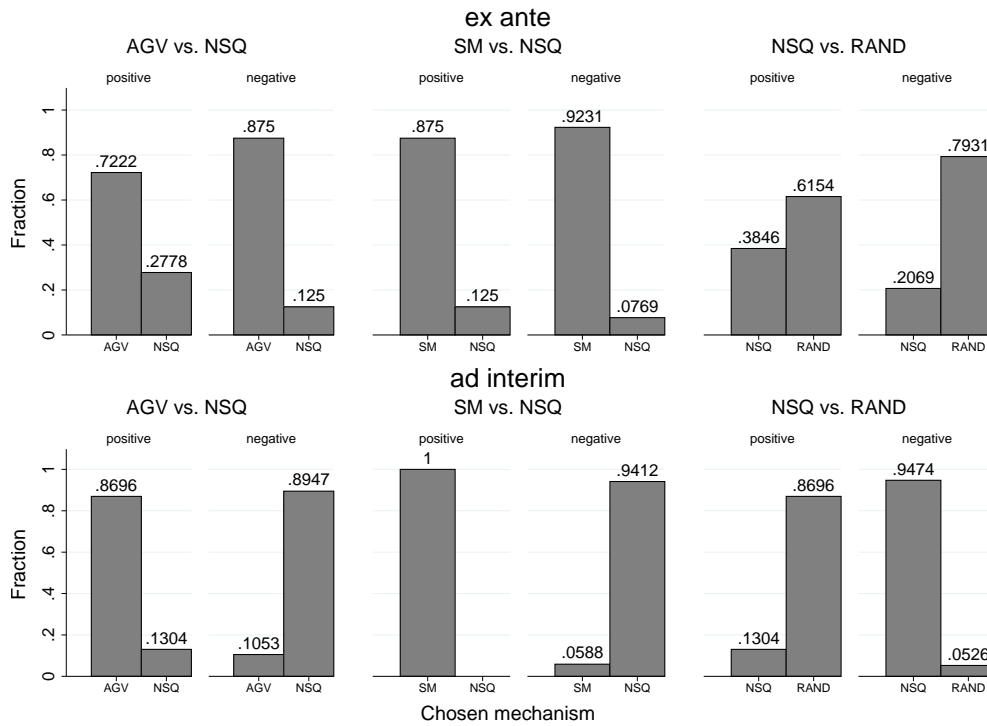 ex ante
AGV vs. NSQ SM vs. NSQ NSQ vs. RAND
positive negative positive negative positive negative
Fraction
0 .2 .4 .6 .8 1
.7222 .2778 .875 .125 .875 .125 .9231 .0769 .3846 .6154 .2069 .7931
AGV NSQ AGV NSQ SM NSQ SM NSQ NSQ RAND NSQ RAND
ad interim
AGV vs. NSQ SM vs. NSQ NSQ vs. RAND
positive negative positive negative positive negative
Fraction
0 .2 .4 .6 .8 1
.8696 .1304 .1053 .8947 1 .0588 .9412 .1304 .8696 .9474 .0526
AGV NSQ AGV NSQ SM NSQ SM NSQ NSQ RAND NSQ RAND
Chosen mechanism